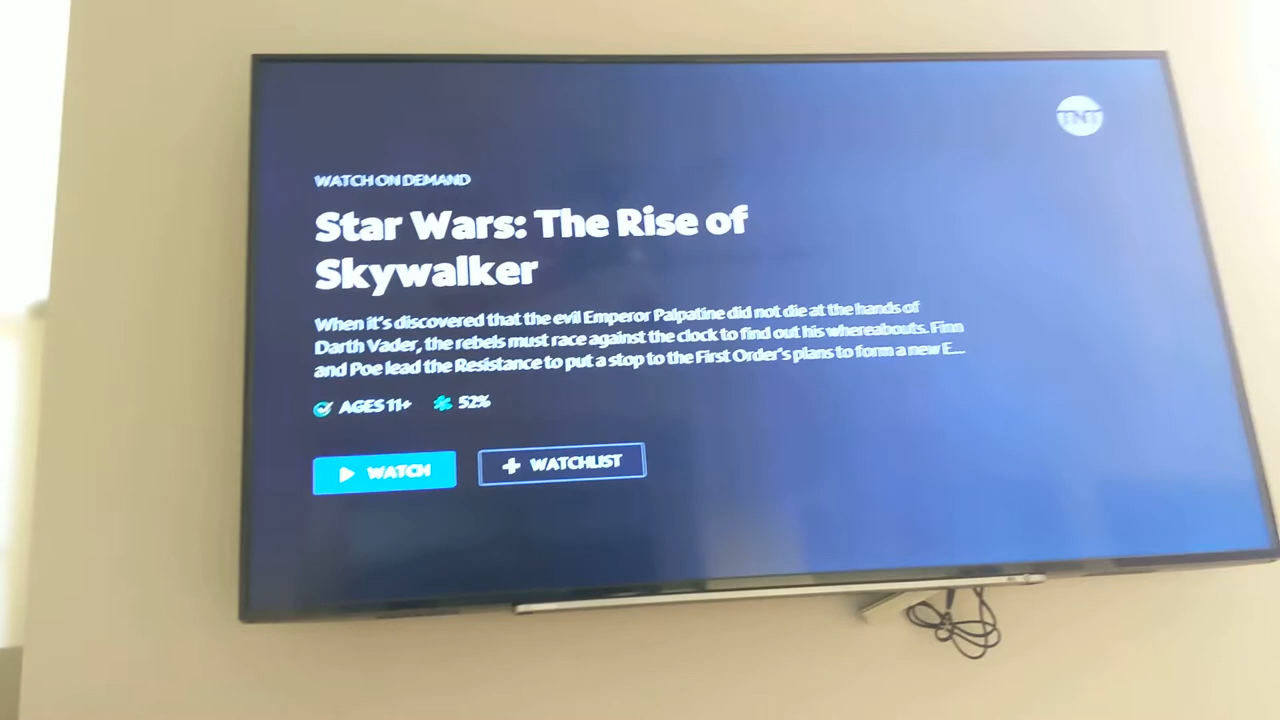 TNT
WATCH ON DEMAND
Star Wars: The Rise of
Skywalker
When it's discovered that the evil Emperor Palpatine did not die at the hands of
Darth Vader, the rebels must race against the clock to find out his whereabouts. Finn
and Poe lead the Resistance to put a stop to the First Order's plans to form a new E...
AGES 11+ 52%
WATCH + WATCHLIST